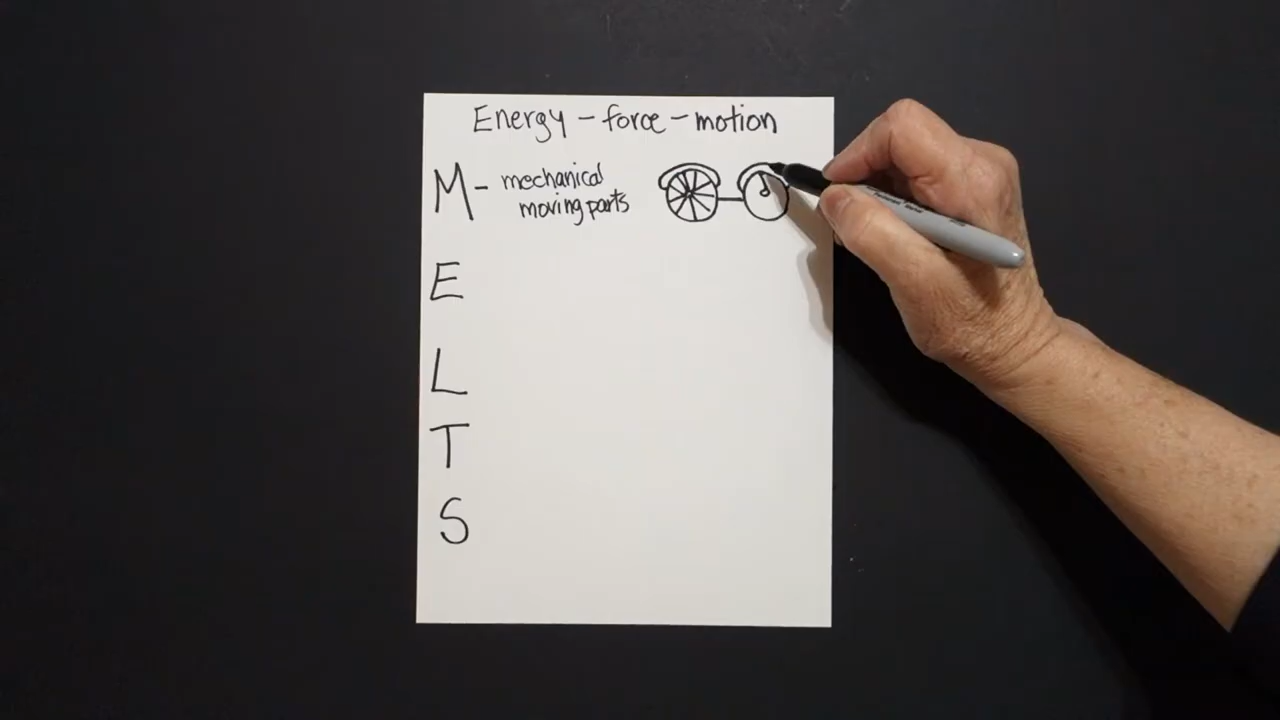 Energy - force - motion
M - mechanical
moving parts
E
L
T
S